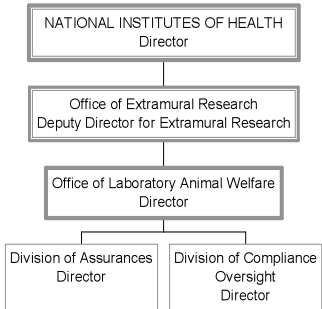 NATIONAL INSTITUTES OF HEALTH
Director
Office of Extramural Research
Deputy Director for Extramural Research
Office of Laboratory Animal Welfare
Director
Division of Assurances
Director
Division of Compliance
Oversight
Director